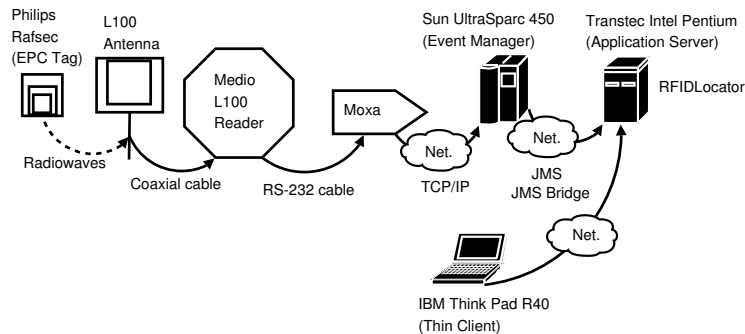 Philips
Rafsec
(EPC Tag)
L100
Antenna
Sun UltraSparc 450
(Event Manager)
Transtec Intel Pentium
(Application Server)
Medio
L100
Reader
Moxa
RFIDLocator
Net.
Net.
Radiowaves
Coaxial cable
RS-232 cable
TCP/IP
JMS
JMS Bridge
Net.
IBM Think Pad R40
(Thin Client)